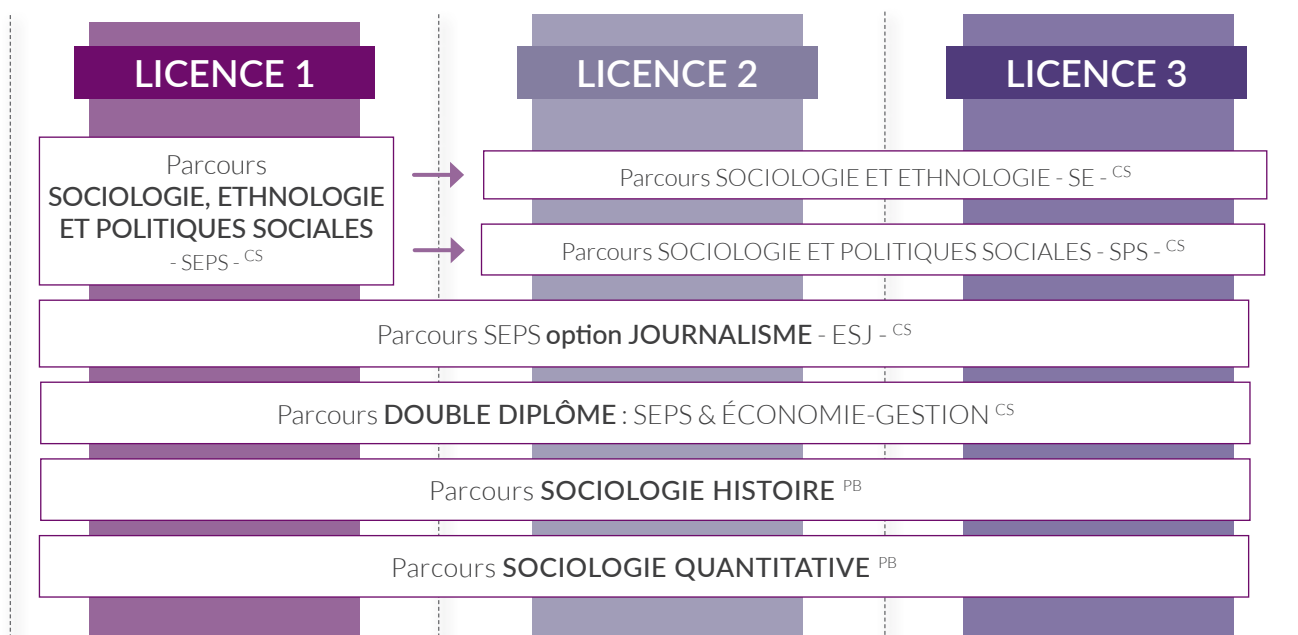 LICENCE 1
LICENCE 2
LICENCE 3
Parcours
SOCIOLOGIE, ETHNOLOGIE
ET POLITIQUES SOCIALES
- SEPS - CS
Parcours SOCIOLOGIE ET ETHNOLOGIE - SE - CS
Parcours SOCIOLOGIE ET POLITIQUES SOCIALES - SPS - CS
Parcours SEPS option JOURNALISME - ESJ - CS
Parcours DOUBLE DIPLÔME : SEPS & ÉCONOMIE-GESTION CS
Parcours SOCIOLOGIE HISTOIRE PB
Parcours SOCIOLOGIE QUANTITATIVE PB